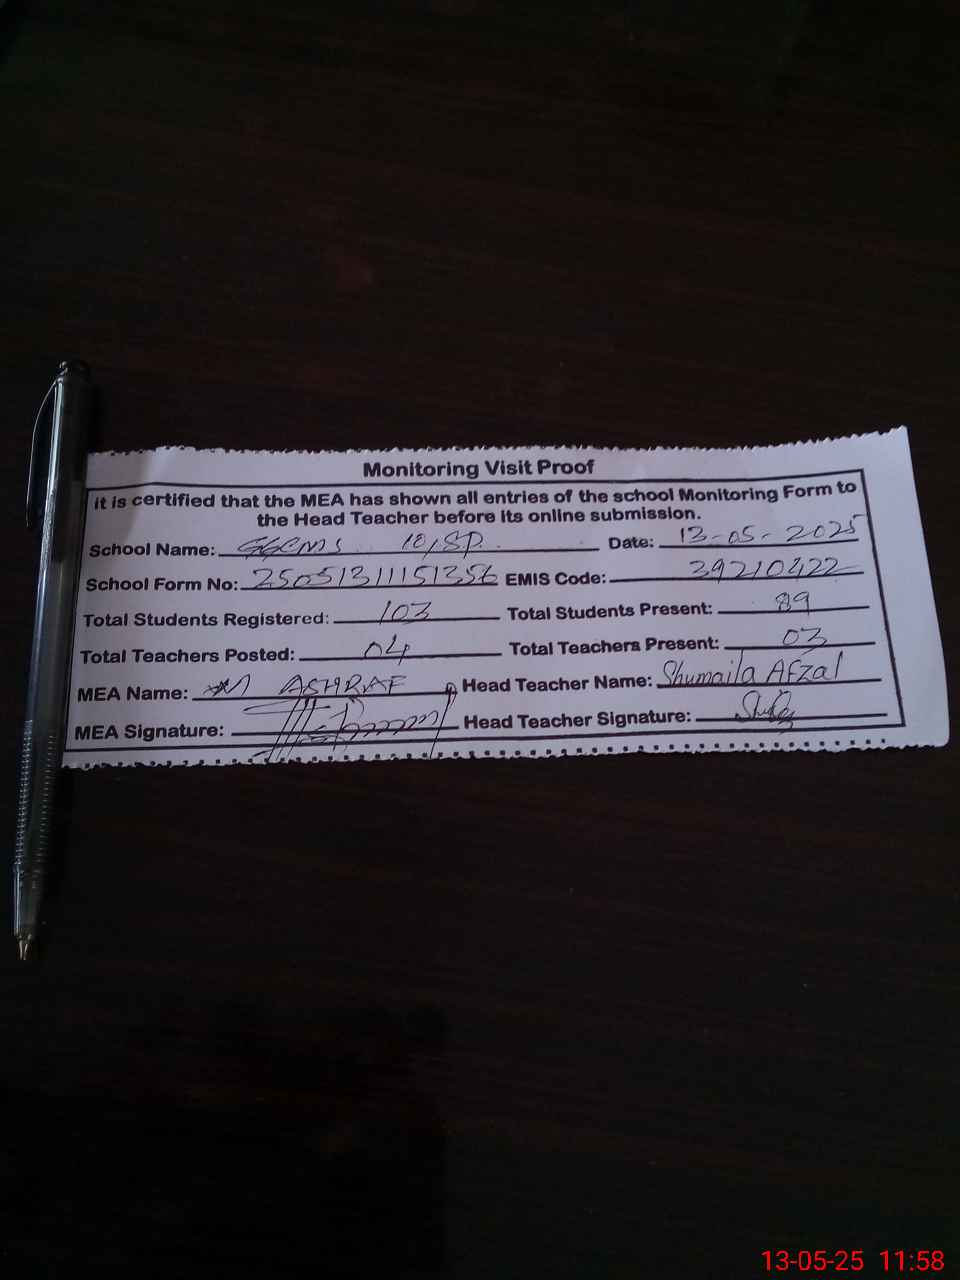 Monitoring Visit Proof
it is certified that the MEA has shown all entries of the school Monitoring Form to
the Head Teacher before its online submission.
School Name: GGCMS 10/SP. Date: 13-05-2025
School Form No: 25051311151356 EMIS Code: 39210422
Total Students Registered: 103 Total Students Present: 89
Total Teachers Posted: 04 Total Teachers Present: 03
MEA Name: M ASHRAF Head Teacher Name: Shumaila Afzal
MEA Signature: Head Teacher Signature:
13-05-25 11:58